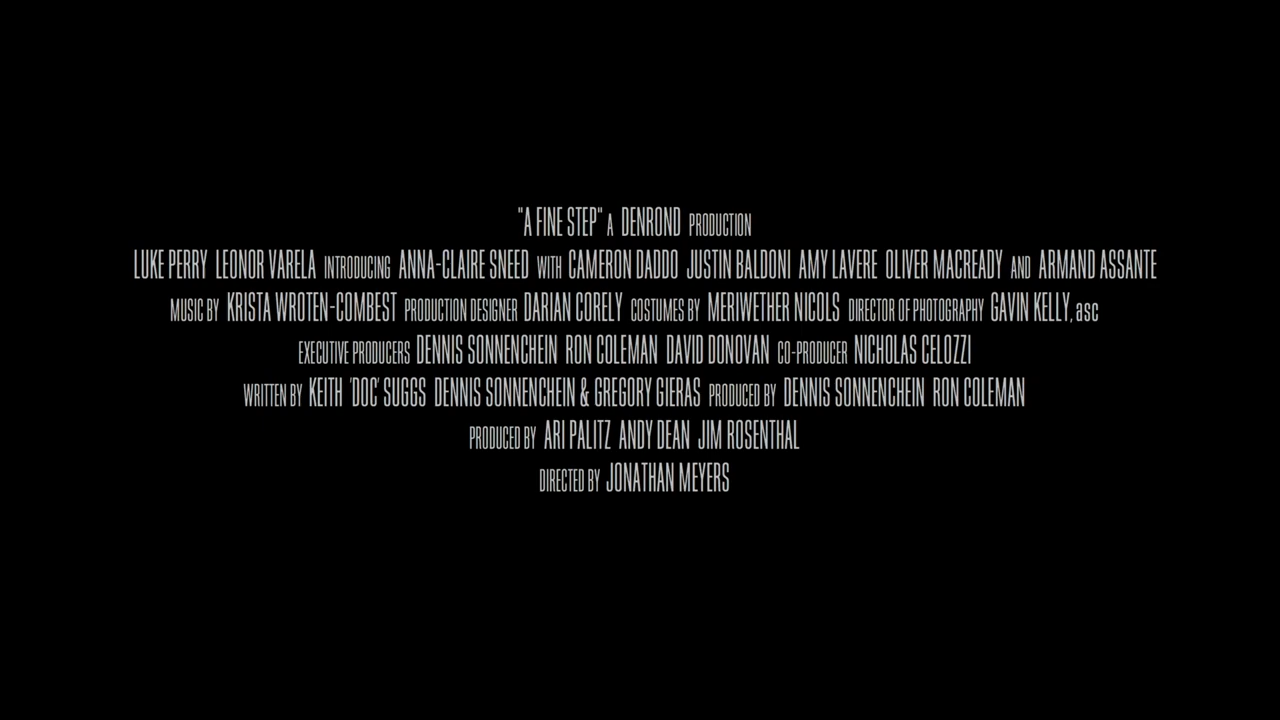 "A FINE STEP" A DENROND PRODUCTION
LUKE PERRY LEONOR VARELA INTRODUCING ANNA-CLAIRE SNEED WITH CAMERON DADDO JUSTIN BALDONI AMY LAVERE OLIVER MACREADY AND ARMAND ASSANTE
MUSIC BY KRISTA WROTEN-COMBEST PRODUCTION DESIGNER DARIAN CORELY COSTUMES BY MERIWETHER NICOLS DIRECTOR OF PHOTOGRAPHY GAVIN KELLY, asc
EXECUTIVE PRODUCERS DENNIS SONNENCHEIN RON COLEMAN DAVID DONOVAN CO-PRODUCER NICHOLAS CELOZZI
WRITTEN BY KEITH 'DOC' SUGGS DENNIS SONNENCHEIN & GREGORY GIERAS PRODUCED BY DENNIS SONNENCHEIN RON COLEMAN
PRODUCED BY ARI PALITZ ANDY DEAN JIM ROSENTHAL
DIRECTED BY JONATHAN MEYERS